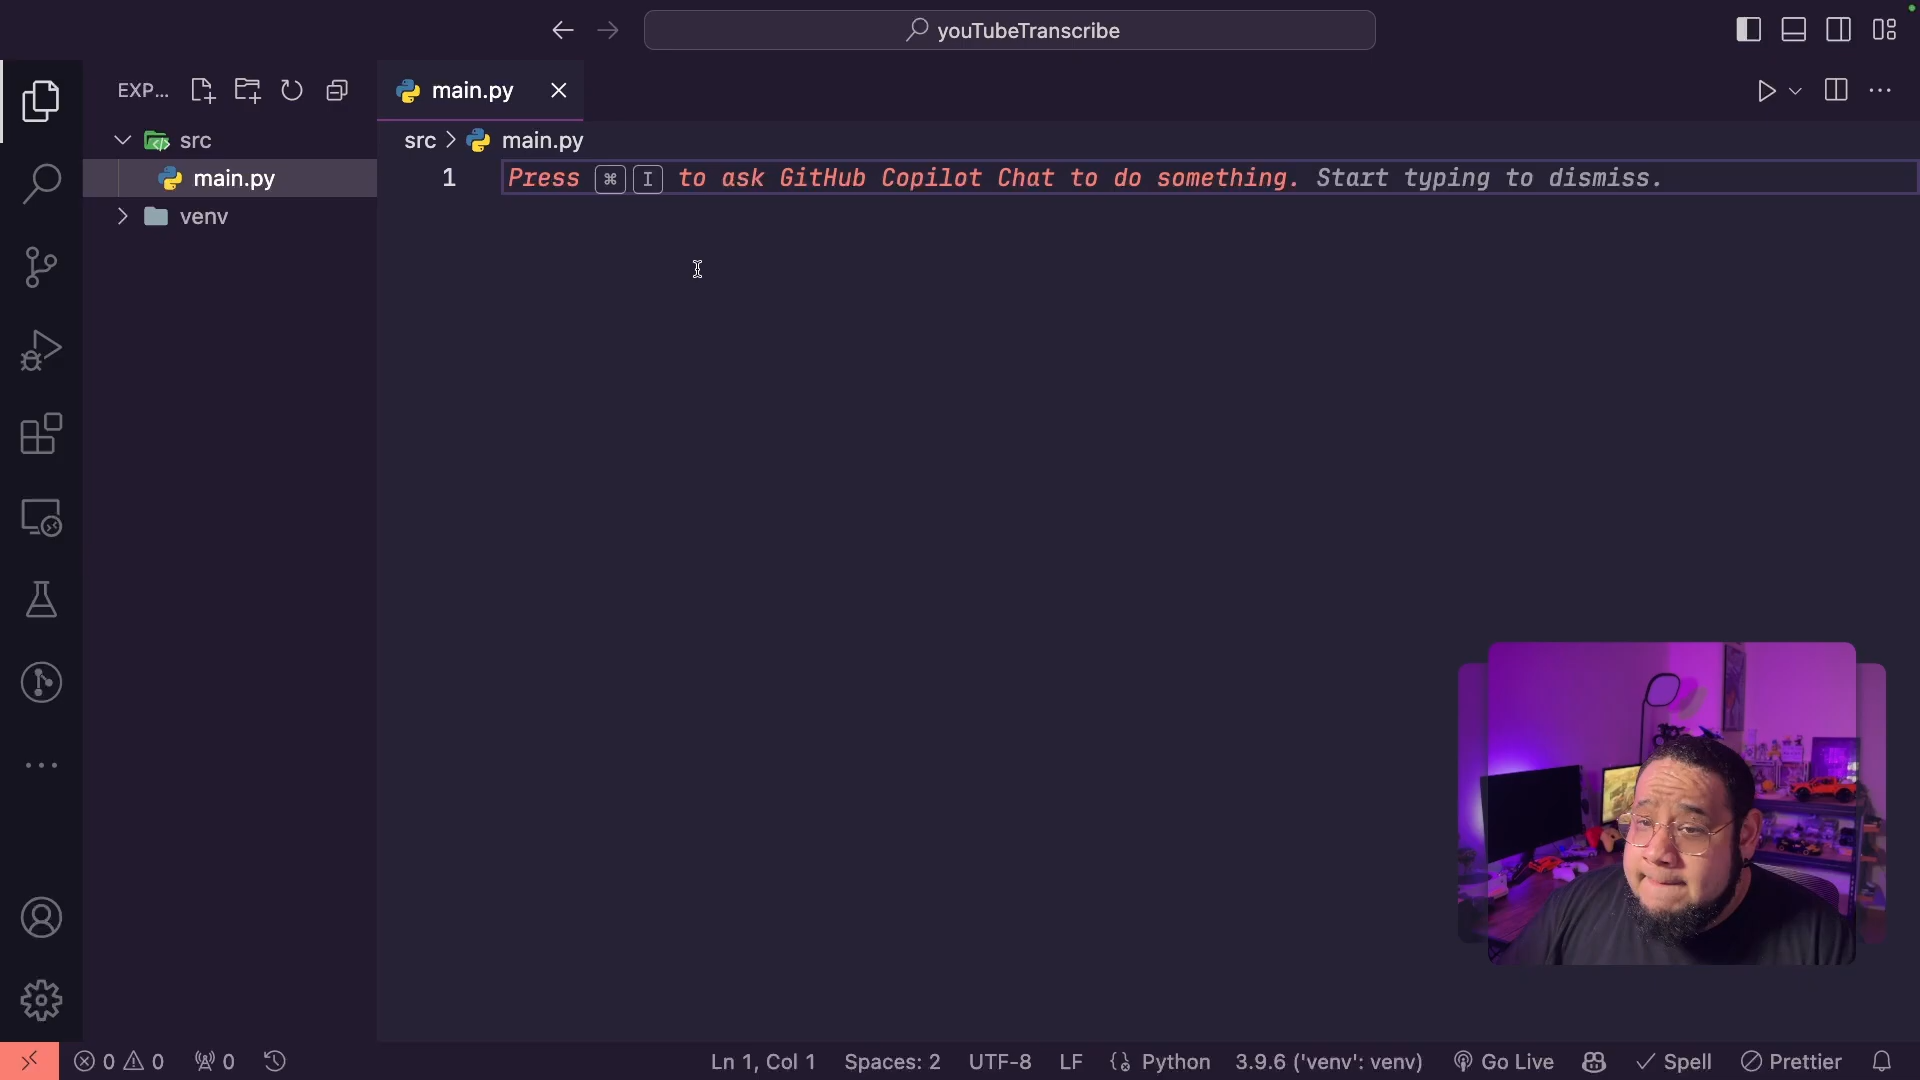 youTubeTranscribe
EXP...
main.py
src
main.py
venv
src > main.py
1 Press ⌘ I to ask GitHub Copilot Chat to do something. Start typing to dismiss.
0 0 0 Ln 1, Col 1 Spaces: 2 UTF-8 LF {} Python 3.9.6 ('venv': venv) Go Live Spell Prettier